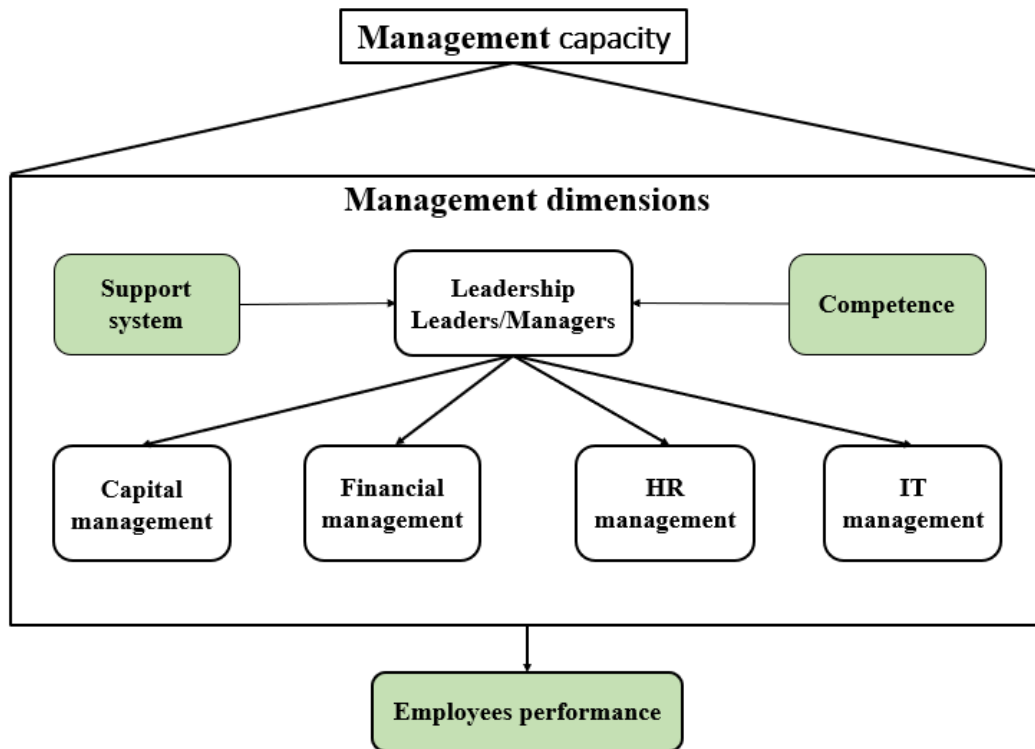 Management capacity
Management dimensions
Support
system
Leadership
Leaders/Managers
Competence
Capital
management
Financial
management
HR
management
IT
management
Employees performance